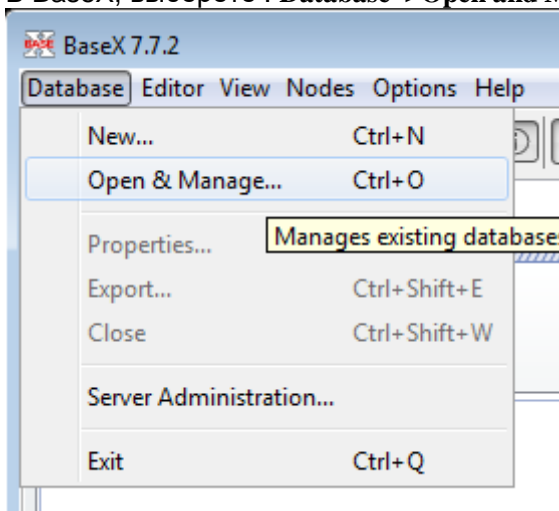 BASE BaseX 7.7.2
Database Editor View Nodes Options Help
New... Ctrl+N
Open & Manage... Ctrl+O
Manages existing database
Properties...
Export... Ctrl+Shift+E
Close Ctrl+Shift+W
Server Administration...
Exit Ctrl+Q